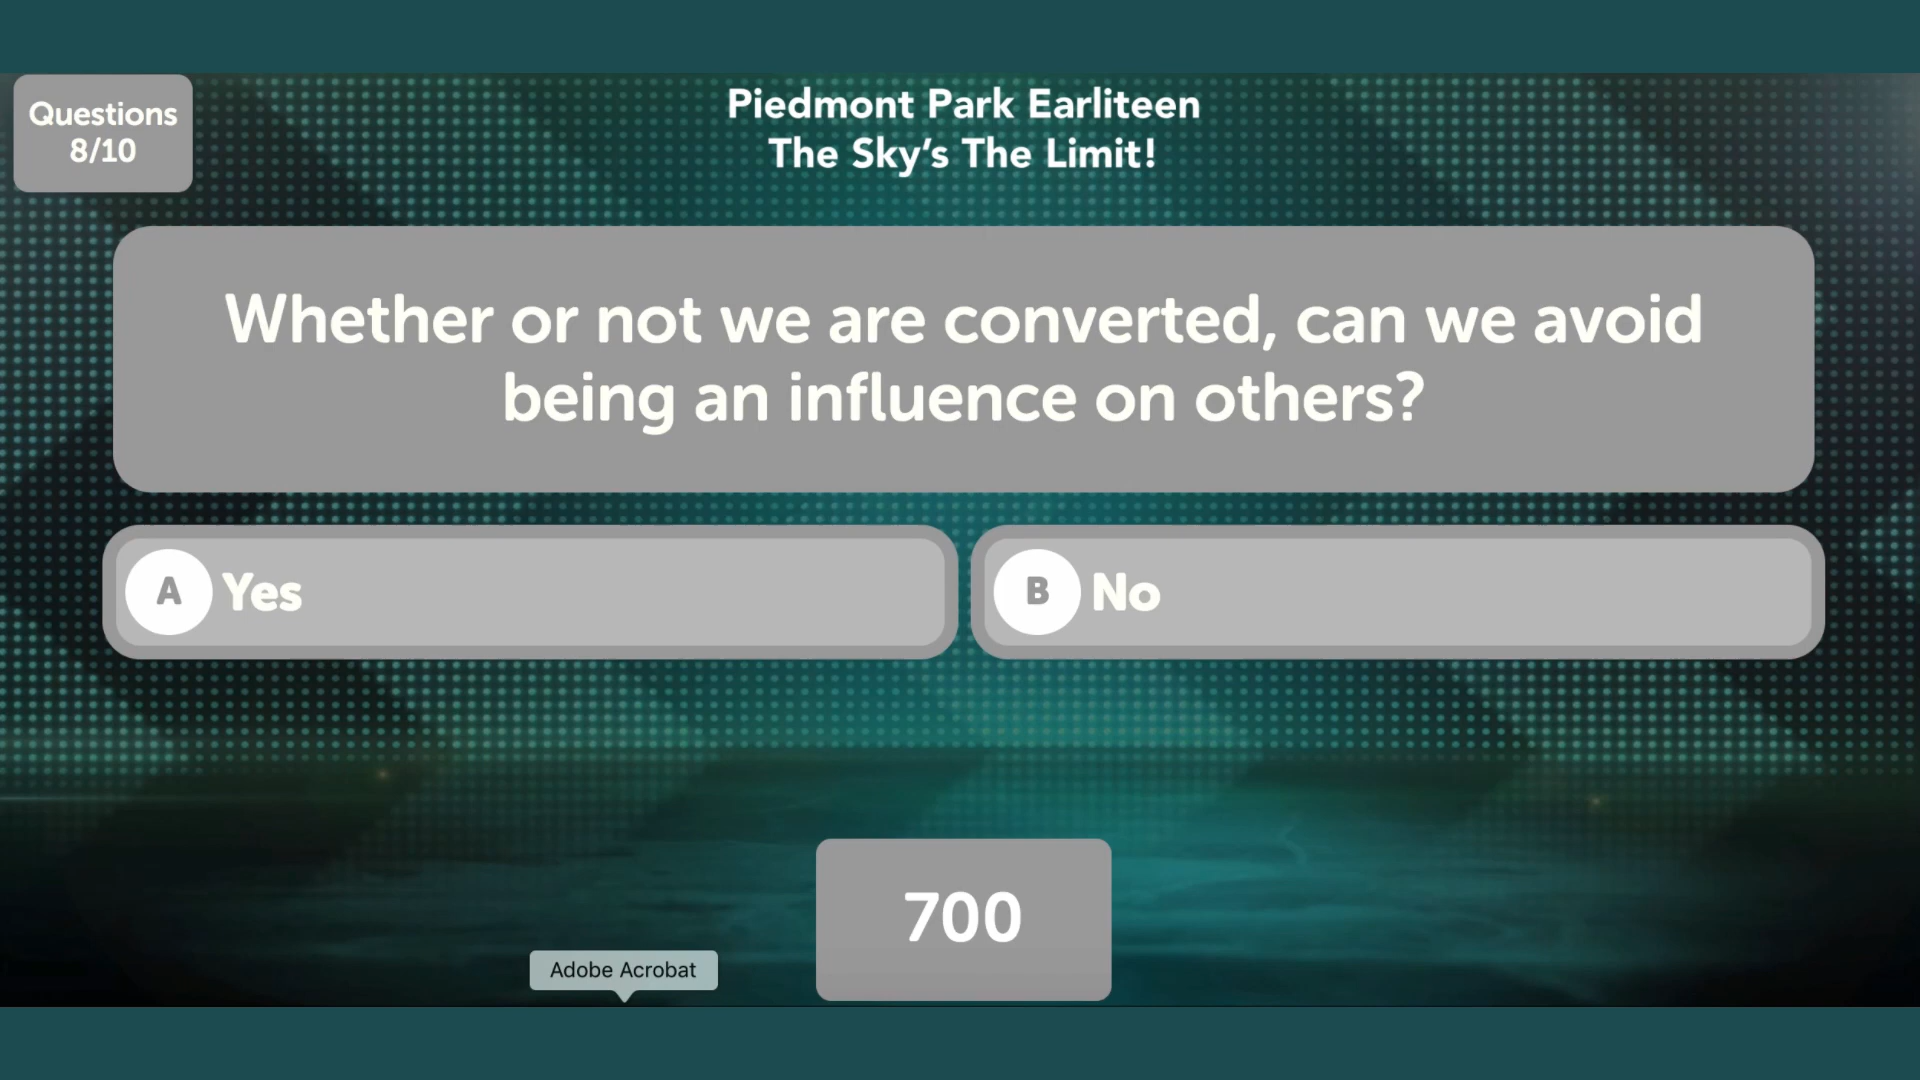 Questions
8/10
Piedmont Park Earliteen
The Sky’s The Limit!
Whether or not we are converted, can we avoid
being an influence on others?
A Yes
B No
700
Adobe Acrobat